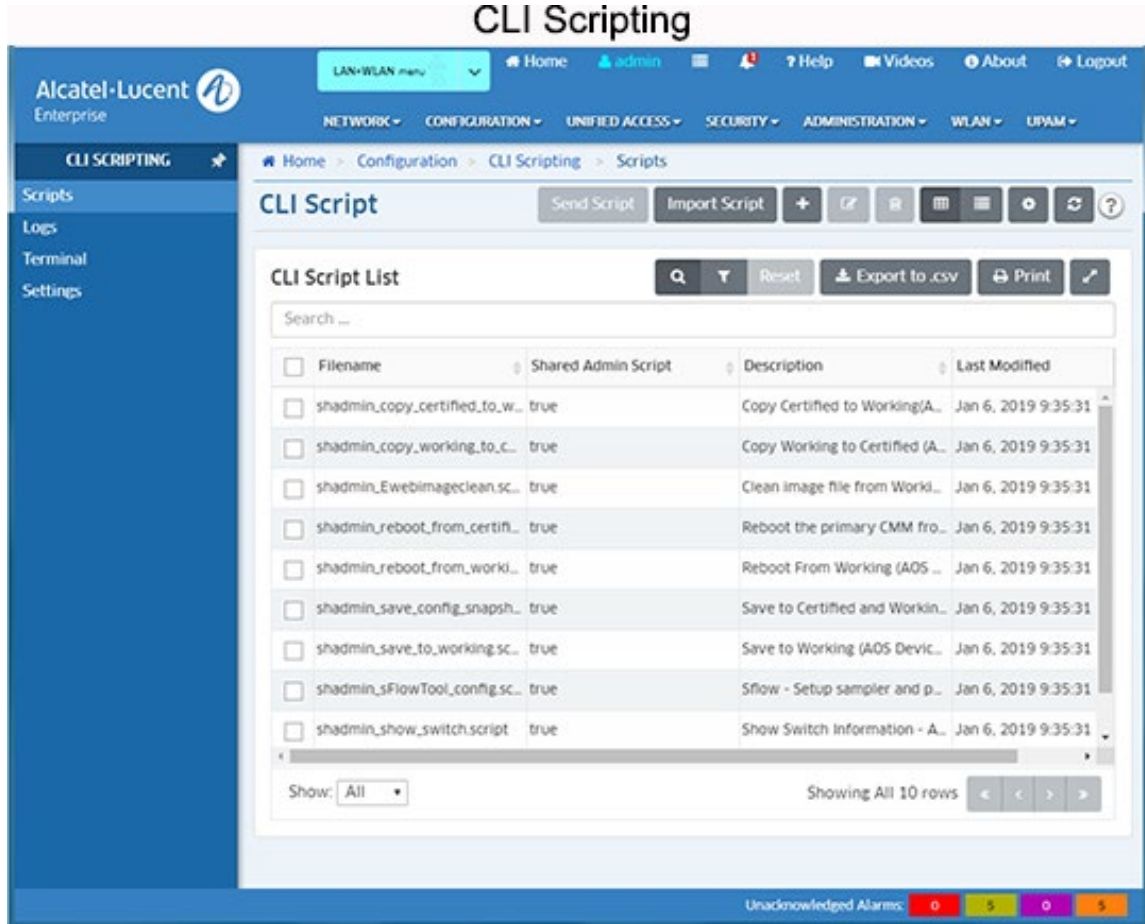 CLI Scripting
LAN+WLAN menu Home admin Help Videos About Logout
Alcatel·Lucent
Enterprise
NETWORK CONFIGURATION UNIFIED ACCESS SECURITY ADMINISTRATION WLAN UPAM
CLI SCRIPTING
Home > Configuration > CLI Scripting > Scripts
Scripts
CLI Script Send Script Import Script + ?
Logs
Terminal
Settings
CLI Script List Reset Export to .csv Print
Search ...
Filename Shared Admin Script Description Last Modified
shadmin_copy_certified_to_w... true Copy Certified to Working(A... Jan 6, 2019 9:35:31
shadmin_copy_working_to_c... true Copy Working to Certified (A... Jan 6, 2019 9:35:31
shadmin_Ewebimageclean.sc... true Clean image file from Worki... Jan 6, 2019 9:35:31
shadmin_reboot_from_certifi... true Reboot the primary CMM fro... Jan 6, 2019 9:35:31
shadmin_reboot_from_worki... true Reboot From Working (AOS ... Jan 6, 2019 9:35:31
shadmin_save_config_snapsh... true Save to Certified and Workin... Jan 6, 2019 9:35:31
shadmin_save_to_working.sc... true Save to Working (AOS Devic... Jan 6, 2019 9:35:31
shadmin_sFlowTool_config.sc... true Sflow - Setup sampler and p... Jan 6, 2019 9:35:31
shadmin_show_switch.script true Show Switch Information - A... Jan 6, 2019 9:35:31
Show: All Showing All 10 rows « < > »
Unacknowledged Alarms: 0 5 0 5